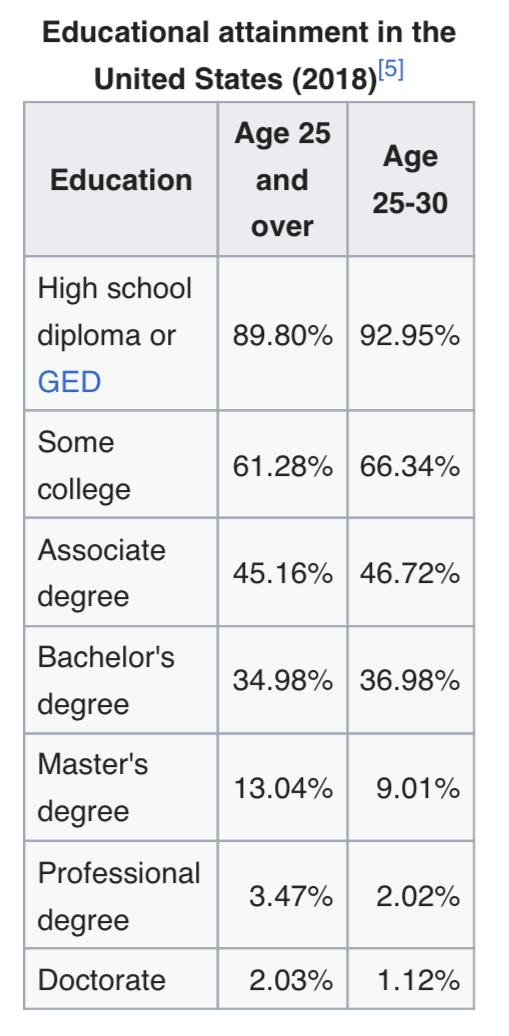 Educational attainment in the
United States (2018)[5]
Education
Age 25
and
over
Age
25-30
High school
diploma or
GED
89.80%
92.95%
Some
college
61.28%
66.34%
Associate
degree
45.16%
46.72%
Bachelor's
degree
34.98%
36.98%
Master's
degree
13.04%
9.01%
Professional
degree
3.47%
2.02%
Doctorate
2.03%
1.12%